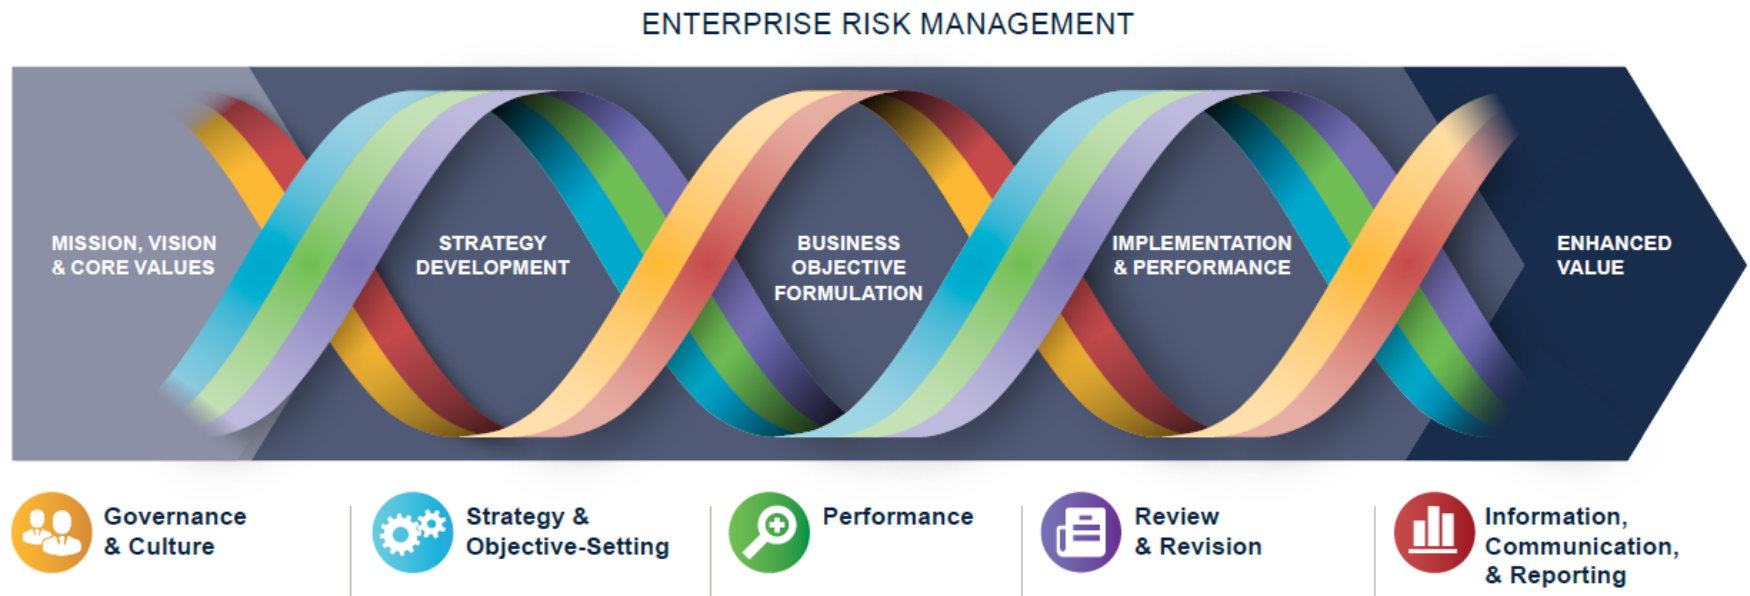 ENTERPRISE RISK MANAGEMENT
MISSION, VISION
& CORE VALUES
STRATEGY
DEVELOPMENT
BUSINESS
OBJECTIVE
FORMULATION
IMPLEMENTATION
& PERFORMANCE
ENHANCED
VALUE
Governance
& Culture
Strategy &
Objective-Setting
Performance
Review
& Revision
Information,
Communication,
& Reporting